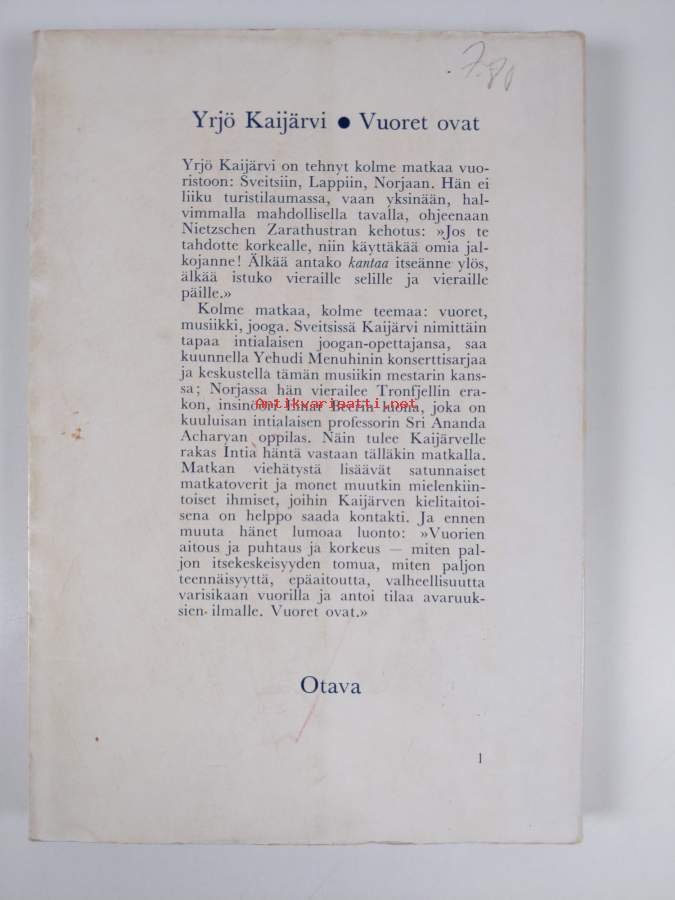 7.80
Yrjö Kaijärvi ● Vuoret ovat
Yrjö Kaijärvi on tehnyt kolme matkaa vuo-
ristoon: Sveitsiin, Lappiin, Norjaan. Hän ei
liiku turistilaumassa, vaan yksinään, hal-
vimmalla mahdollisella tavalla, ohjeenaan
Nietzschen Zarathustran kehotus: »Jos te
tahdotte korkealle, niin käyttäkää omia jal-
kojanne! Älkää antako kantaa itseänne ylös,
älkää istuko vieraille selille ja vieraille
päille.»
Kolme matkaa, kolme teemaa: vuoret,
musiikki, jooga. Sveitsissä Kaijärvi nimittäin
tapaa intialaisen joogan-opettajansa, saa
kuunnella Yehudi Menuhinin konserttisarjaa
ja keskustella tämän musiikin mestarin kans-
sa; Norjassa hän vierailee Tronfjellin era-
kon, insinööri Einar Beerin luona, joka on
Antikvariaatti.net
kuuluisan intialaisen professorin Sri Ananda
Acharyan oppilas. Näin tulee Kaijärvelle
rakas Intia häntä vastaan tälläkin matkalla.
Matkan viehätystä lisäävät satunnaiset
matkatoverit ja monet muutkin mielenkiin-
toiset ihmiset, joihin Kaijärven kielitaitoi-
sena on helppo saada kontakti. Ja ennen
muuta hänet lumoaa luonto: »Vuorien
aitous ja puhtaus ja korkeus — miten pal-
jon itsekeskeisyyden tomua, miten paljon
teennäisyyttä, epäaitoutta, valheellisuutta
varisikaan vuorilla ja antoi tilaa avaruuk-
sien ilmalle. Vuoret ovat.»
Otava
1